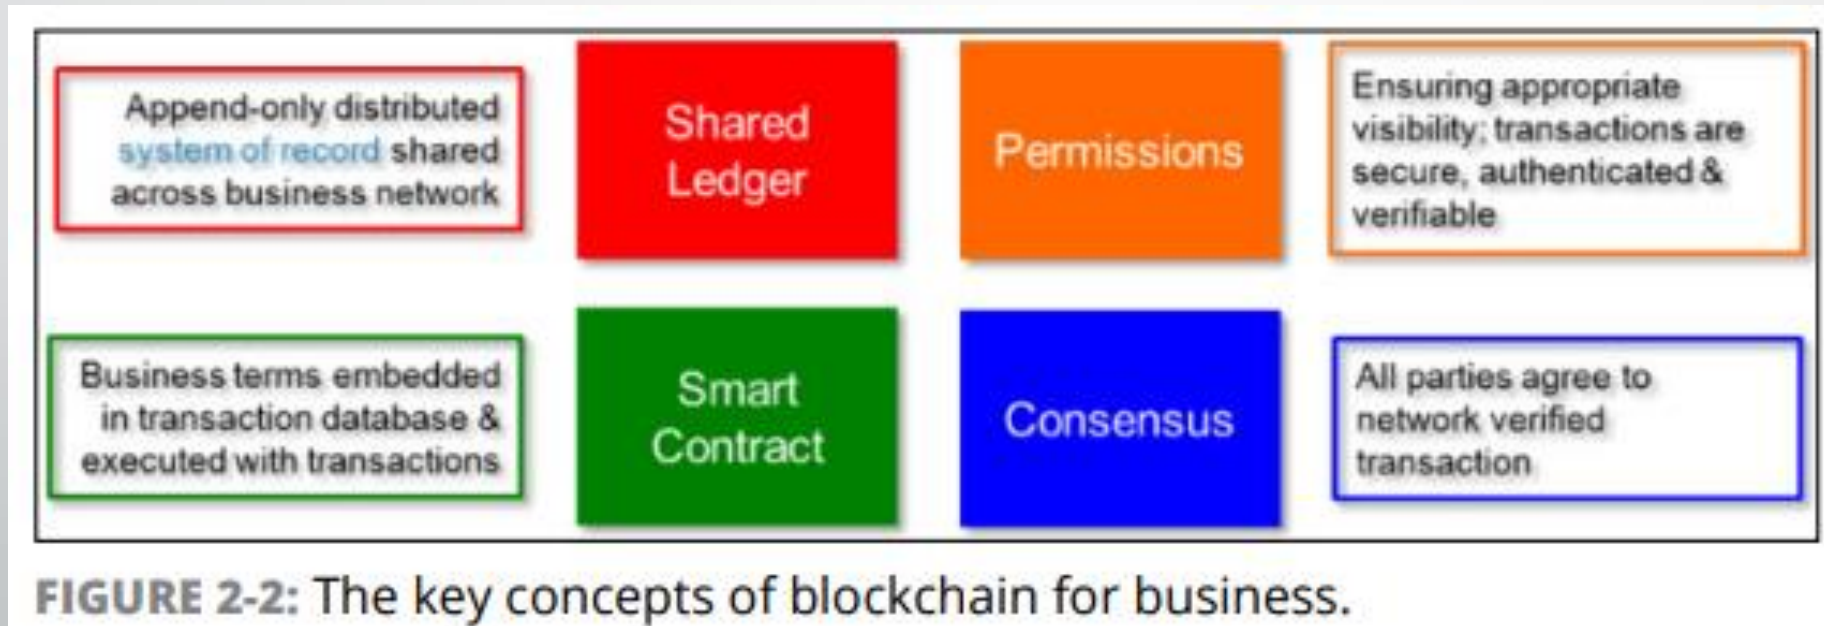 Append-only distributed
system of record shared
across business network
Shared
Ledger
Permissions
Ensuring appropriate
visibility; transactions are
secure, authenticated &
verifiable
Business terms embedded
in transaction database &
executed with transactions
Smart
Contract
Consensus
All parties agree to
network verified
transaction
FIGURE 2-2: The key concepts of blockchain for business.